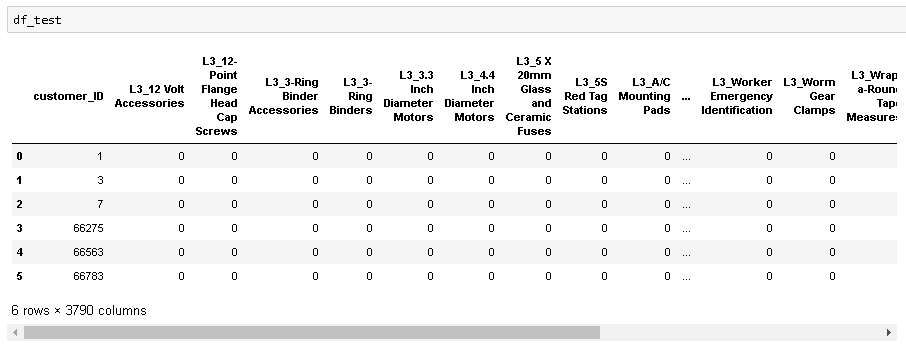 df_test
customer_ID L3_12 Volt Accessories L3_12-Point Flange Head Cap Screws L3_3-Ring Binder Accessories L3_3-Ring Binders L3_3.3 Inch Diameter Motors L3_4.4 Inch Diameter Motors L3_5 X 20mm Glass and Ceramic Fuses L3_5S Red Tag Stations L3_A/C Mounting Pads ... L3_Worker Emergency Identification L3_Worm Gear Clamps L3_Wrap-a-Round Tape Measures
0 1 0 0 0 0 0 0 0 0 0 ... 0 0
1 3 0 0 0 0 0 0 0 0 0 ... 0 0
2 7 0 0 0 0 0 0 0 0 0 ... 0 0
3 66275 0 0 0 0 0 0 0 0 0 ... 0 0
4 66563 0 0 0 0 0 0 0 0 0 ... 0 0
5 66783 0 0 0 0 0 0 0 0 0 ... 0 0
6 rows × 3790 columns